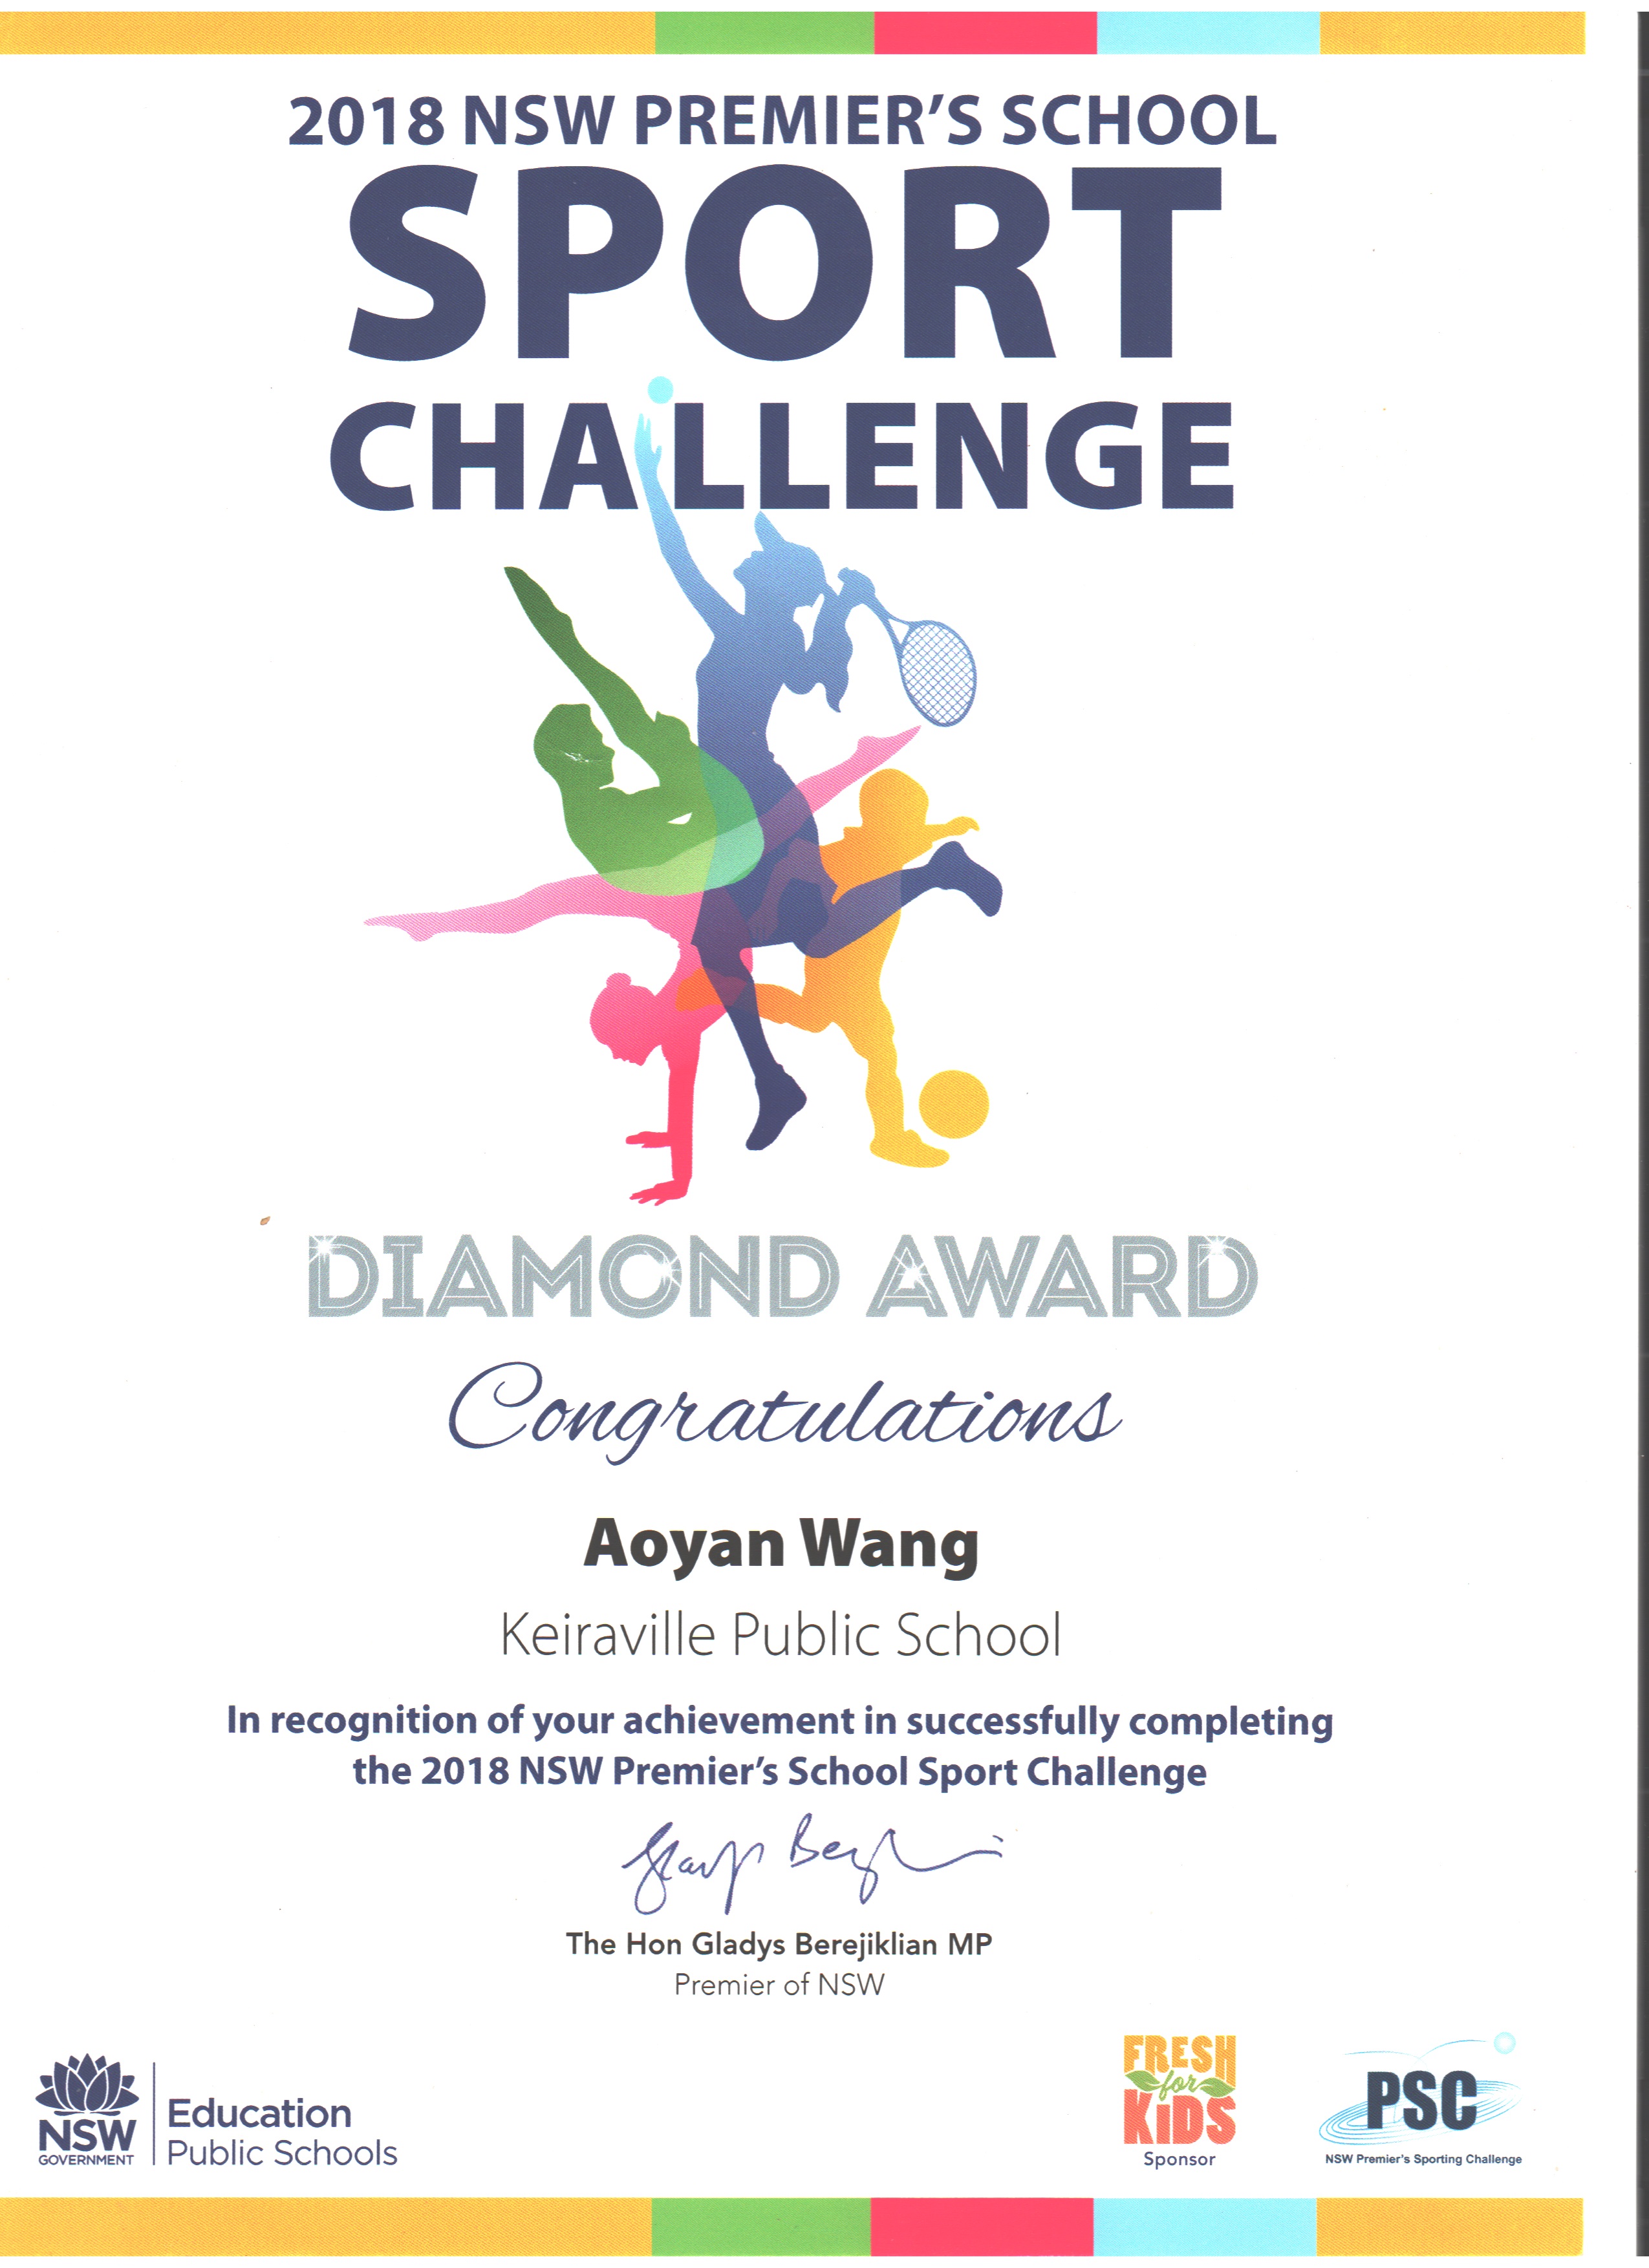 2018 NSW PREMIER'S SCHOOL
SPORT
CHALLENGE
DIAMOND AWARD
Congratulations
Aoyan Wang
Keiraville Public School
In recognition of your achievement in successfully completing
the 2018 NSW Premier's School Sport Challenge
The Hon Gladys Berejiklian MP
Premier of NSW
NSW
GOVERNMENT
Education
Public Schools
FRESH
for
KiDS
Sponsor
PSC
NSW Premier's Sporting Challenge